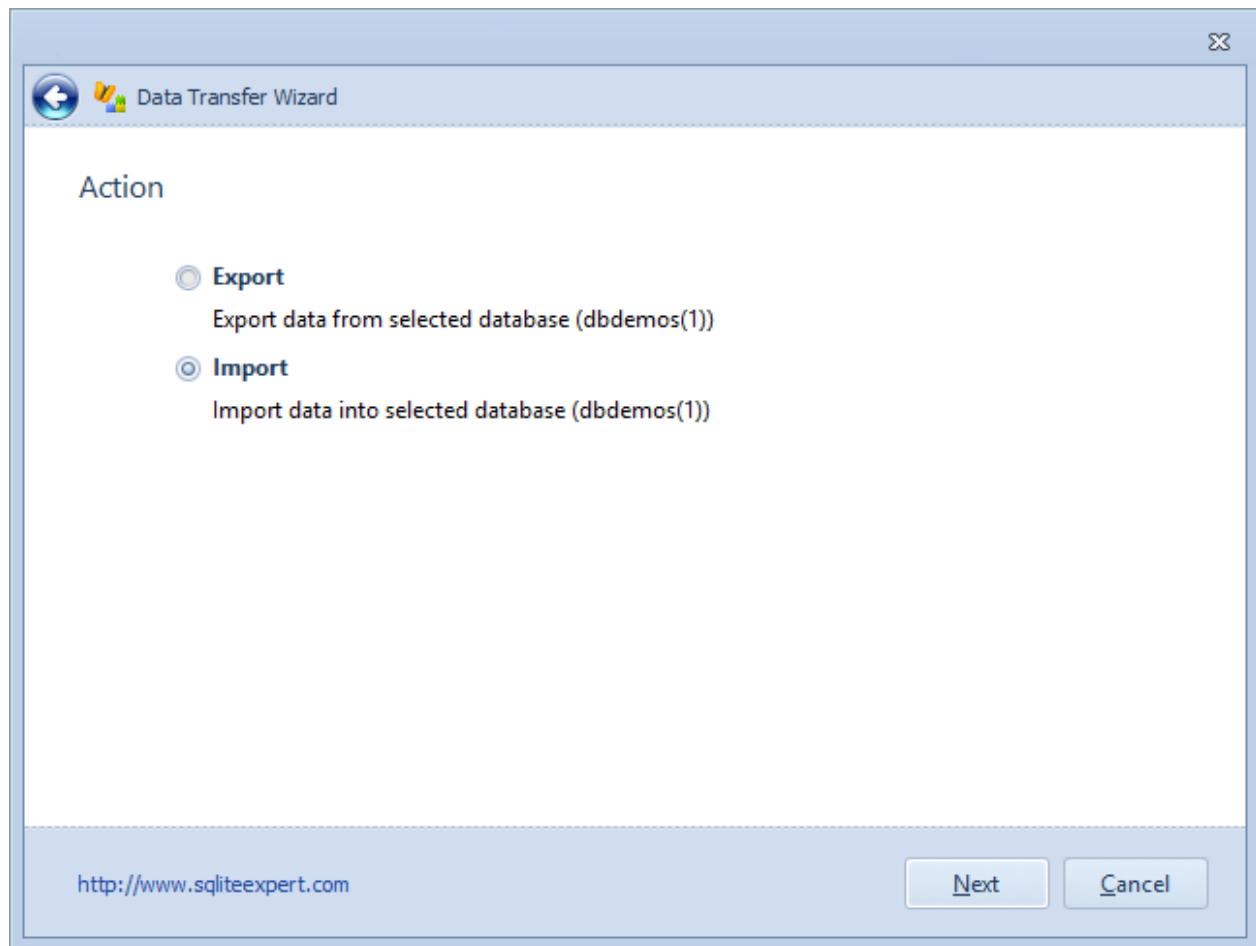 Data Transfer Wizard
Action
Export
Export data from selected database (dbdemos(1))
Import
Import data into selected database (dbdemos(1))
http://www.sqliteexpert.com
Next
Cancel